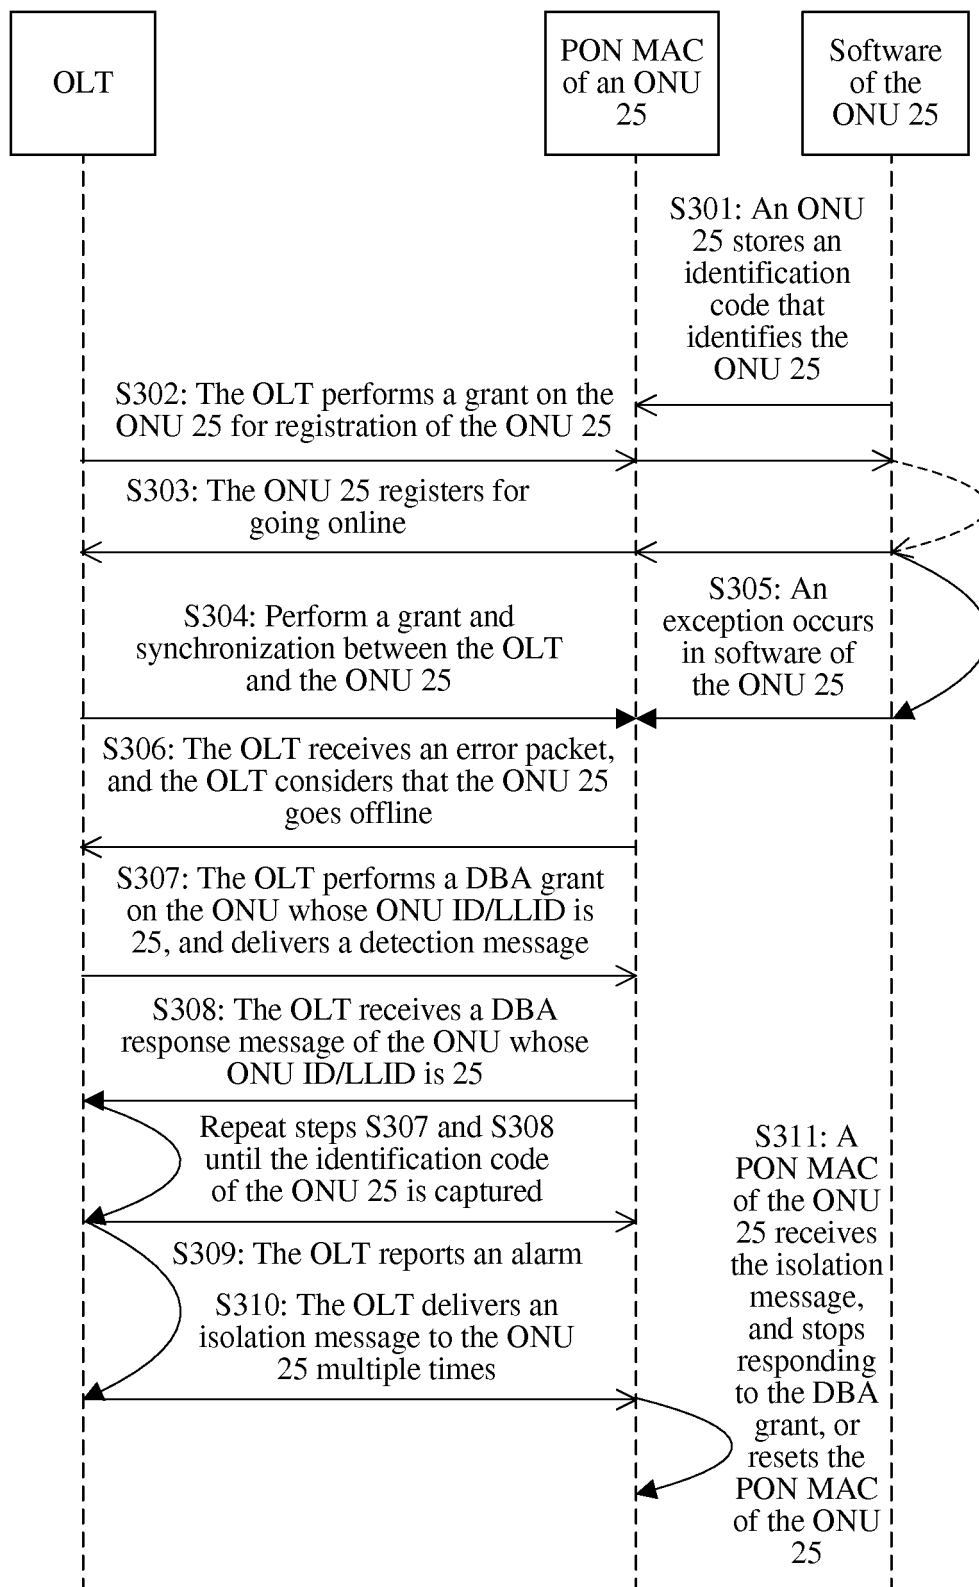 OLT
PON MAC
of an ONU
25
Software
of the
ONU 25
S301: An ONU
25 stores an
identification
code that
identifies the
ONU 25
S302: The OLT performs a grant on the
ONU 25 for registration of the ONU 25
S303: The ONU 25 registers for
going online
S304: Perform a grant and
synchronization between the OLT
and the ONU 25
S305: An
exception occurs
in software of
the ONU 25
S306: The OLT receives an error packet,
and the OLT considers that the ONU 25
goes offline
S307: The OLT performs a DBA grant
on the ONU whose ONU ID/LLID is
25, and delivers a detection message
S308: The OLT receives a DBA
response message of the ONU whose
ONU ID/LLID is 25
Repeat steps S307 and S308
until the identification code
of the ONU 25 is captured
S309: The OLT reports an alarm
S310: The OLT delivers an
isolation message to the ONU
25 multiple times
S311: A
PON MAC
of the ONU
25 receives
the isolation
message,
and stops
responding
to the DBA
grant, or
resets the
PON MAC
of the ONU
25